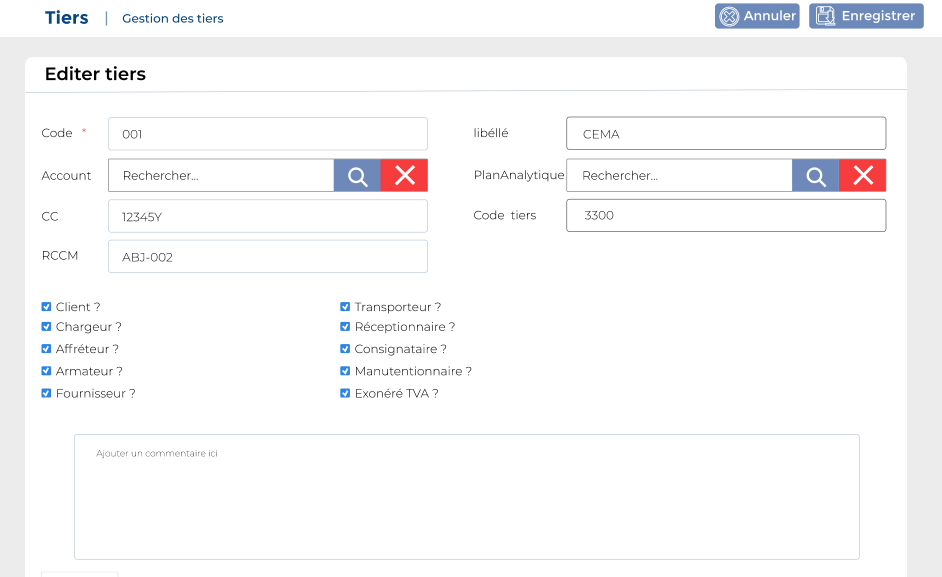 Tiers | Gestion des tiers Annuler Enregistrer
Editer tiers
Code * 001 libéllé CEMA
Account Rechercher... PlanAnalytique Rechercher...
CC 12345Y Code tiers 3300
RCCM ABJ-002
Client ? Transporteur ?
Chargeur ? Réceptionnaire ?
Affréteur ? Consignataire ?
Armateur ? Manutentionnaire ?
Fournisseur ? Exonéré TVA ?
Ajouter un commentaire ici